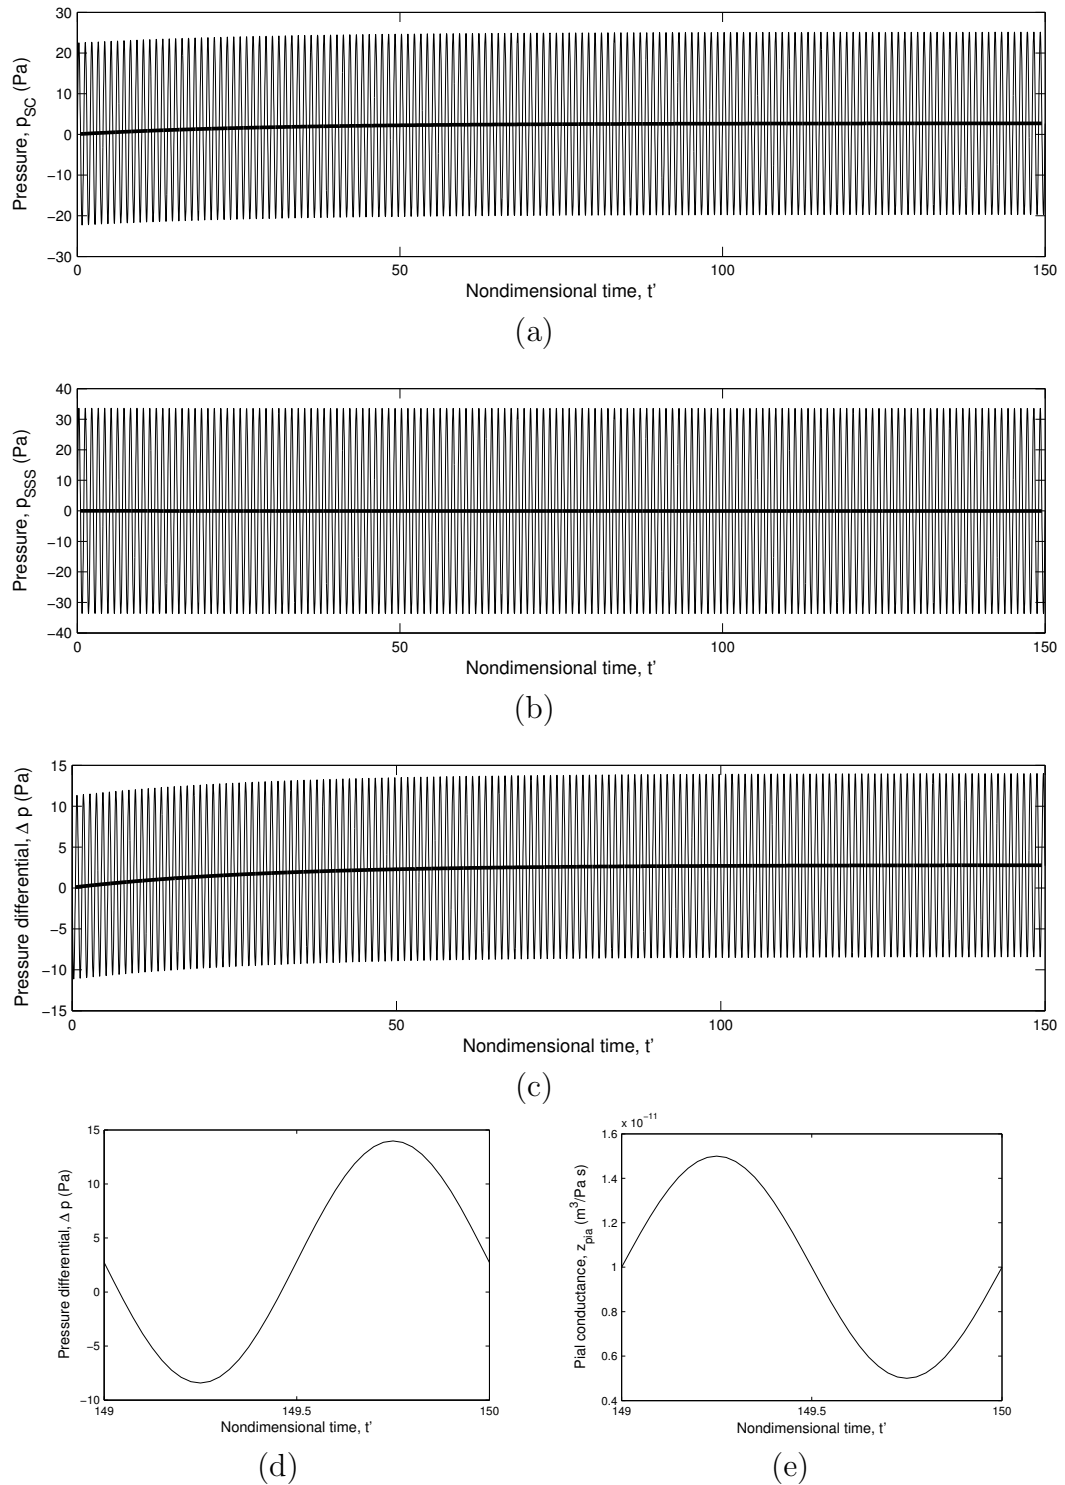 30
20
10
0
−10
−20
−30
Pressure, p_SC (Pa)
0 50 100 150
Nondimensional time, t'
(a)
40
30
20
10
0
−10
−20
−30
−40
Pressure, p_SSS (Pa)
0 50 100 150
Nondimensional time, t'
(b)
15
10
5
0
−5
−10
−15
Pressure differential, Δ p (Pa)
0 50 100 150
Nondimensional time, t'
(c)
15
10
5
0
−5
−10
Pressure differential, Δ p (Pa)
149 149.5 150
Nondimensional time, t'
(d)
x 10^−11
1.6
1.4
1.2
1
0.8
0.6
0.4
Pial conductance, z_pia (m^3/Pa s)
149 149.5 150
Nondimensional time, t'
(e)